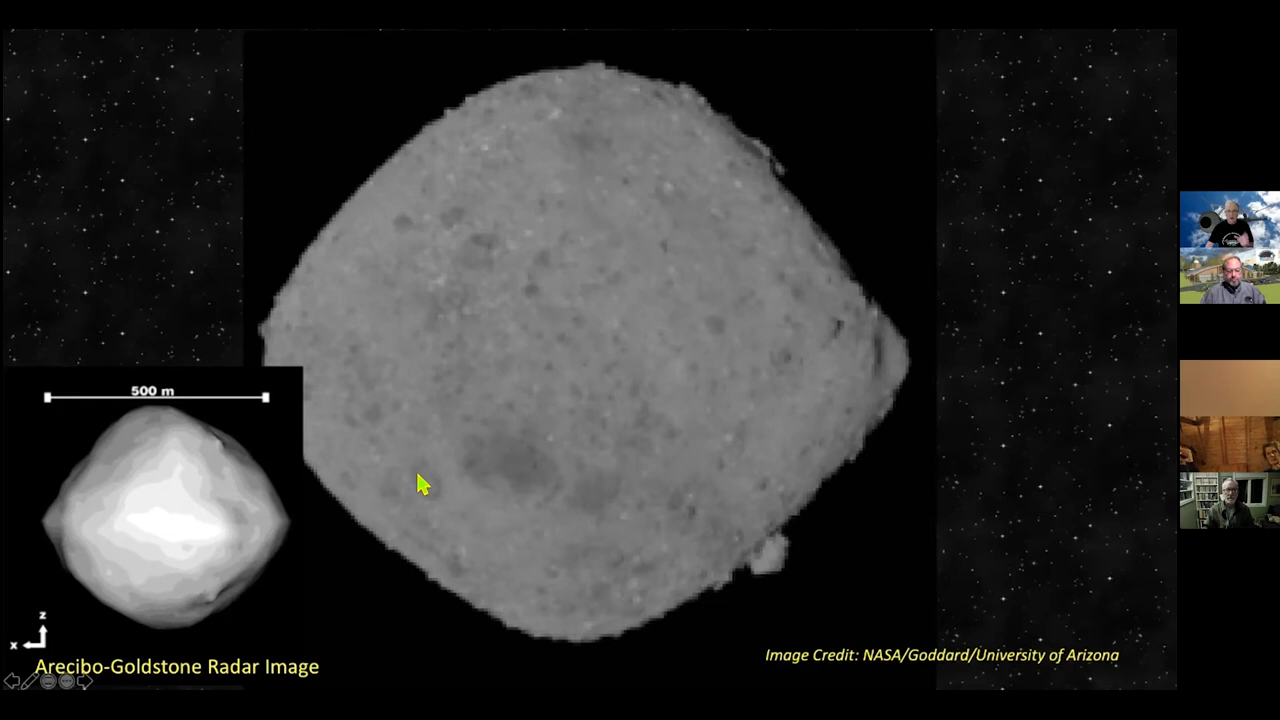 500 m
z
x
Arecibo-Goldstone Radar Image
Image Credit: NASA/Goddard/University of Arizona